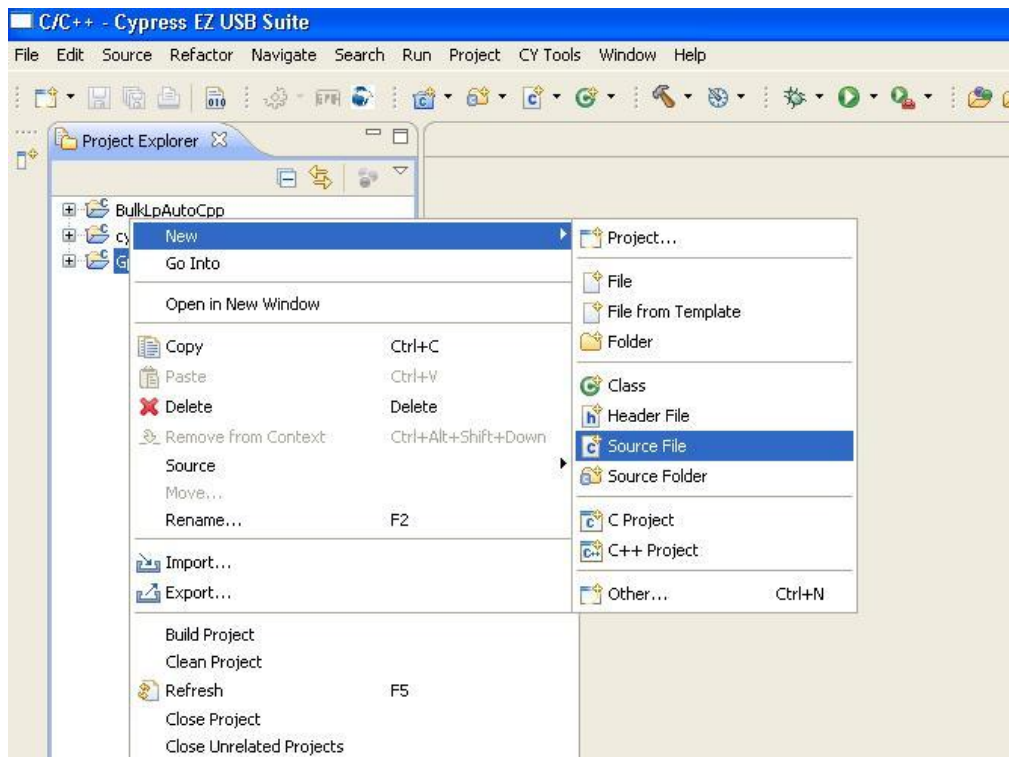 C/C++ - Cypress EZ USB Suite
File Edit Source Refactor Navigate Search Run Project CY Tools Window Help
010
Project Explorer
BulkLpAutoCpp
cy
G
New
Go Into
Open in New Window
Copy Ctrl+C
Paste Ctrl+V
Delete Delete
Remove from Context Ctrl+Alt+Shift+Down
Source
Move...
Rename... F2
Import...
Export...
Build Project
Clean Project
Refresh F5
Close Project
Close Unrelated Projects
Project...
File
File from Template
Folder
Class
Header File
Source File
Source Folder
C Project
C++ Project
Other... Ctrl+N